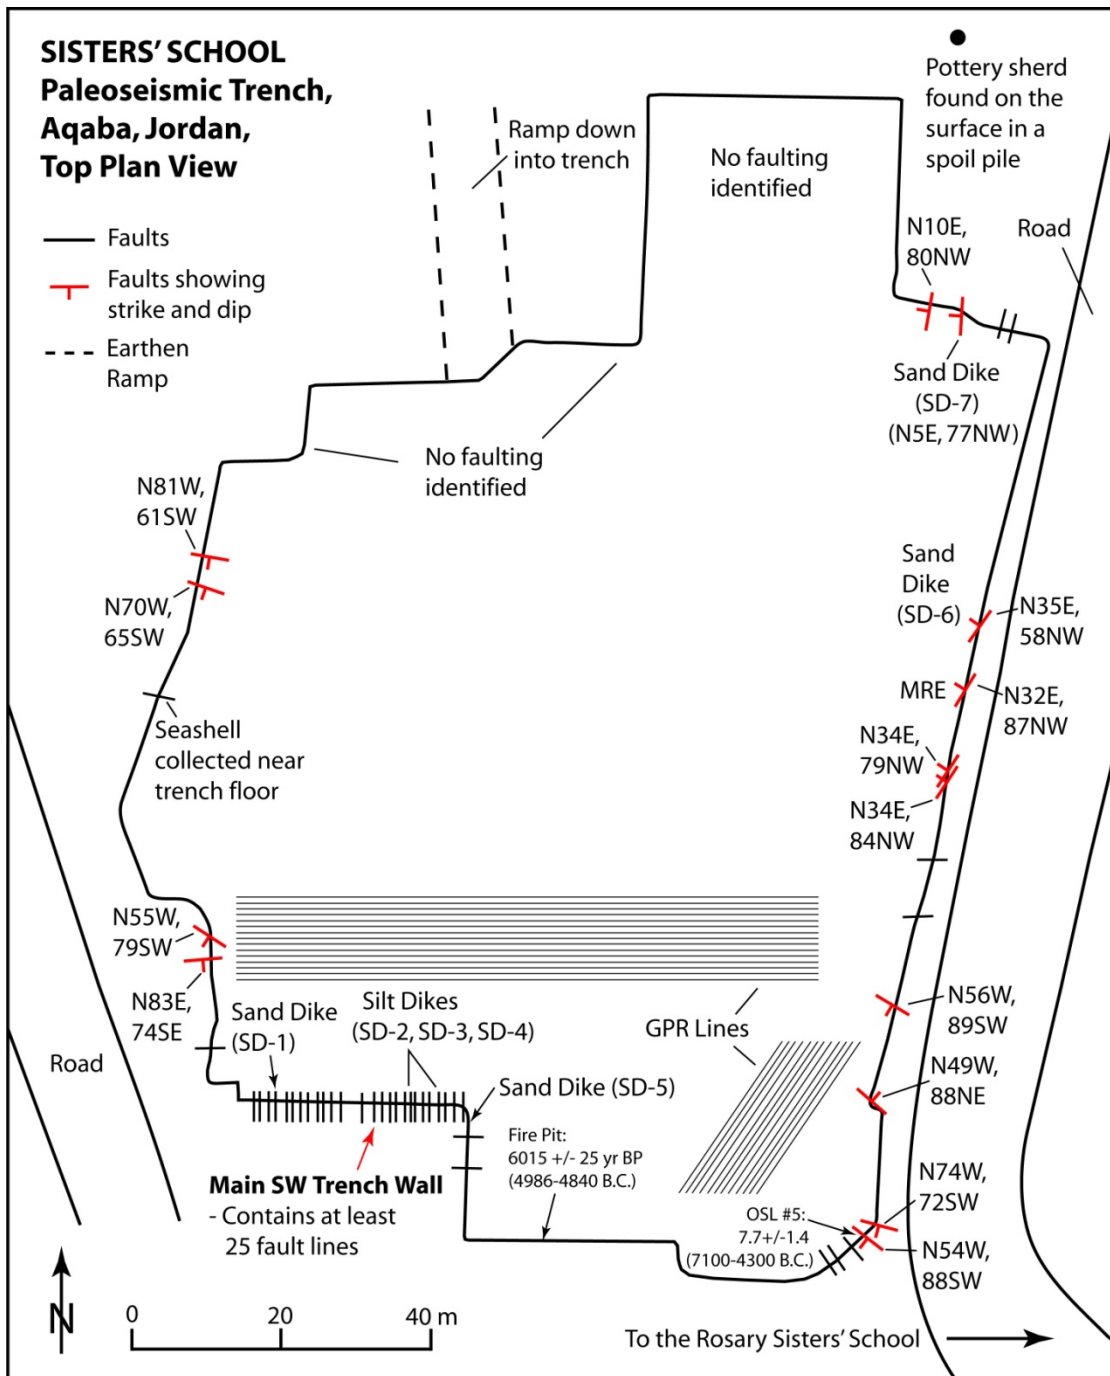 SISTERS' SCHOOL
Paleoseismic Trench,
Aqaba, Jordan,
Top Plan View
Faults
Faults showing
strike and dip
Earthen
Ramp
Ramp down
into trench
No faulting
identified
Pottery sherd
found on the
surface in a
spoil pile
N10E,
80NW
Road
Sand Dike
(SD-7)
(N5E, 77NW)
No faulting
identified
N81W,
61SW
N70W,
65SW
Sand
Dike
(SD-6)
N35E,
58NW
MRE
N32E,
87NW
Seashell
collected near
trench floor
N34E,
79NW
N34E,
84NW
N55W,
79SW
N83E,
74SE
Sand Dike
(SD-1)
Silt Dikes
(SD-2, SD-3, SD-4)
GPR Lines
N56W,
89SW
Road
Sand Dike (SD-5)
N49W,
88NE
Fire Pit:
6015 +/- 25 yr BP
(4986-4840 B.C.)
Main SW Trench Wall
- Contains at least
25 fault lines
OSL #5:
7.7+/-1.4
(7100-4300 B.C.)
N74W,
72SW
N54W,
88SW
N
0 20 40 m
To the Rosary Sisters' School